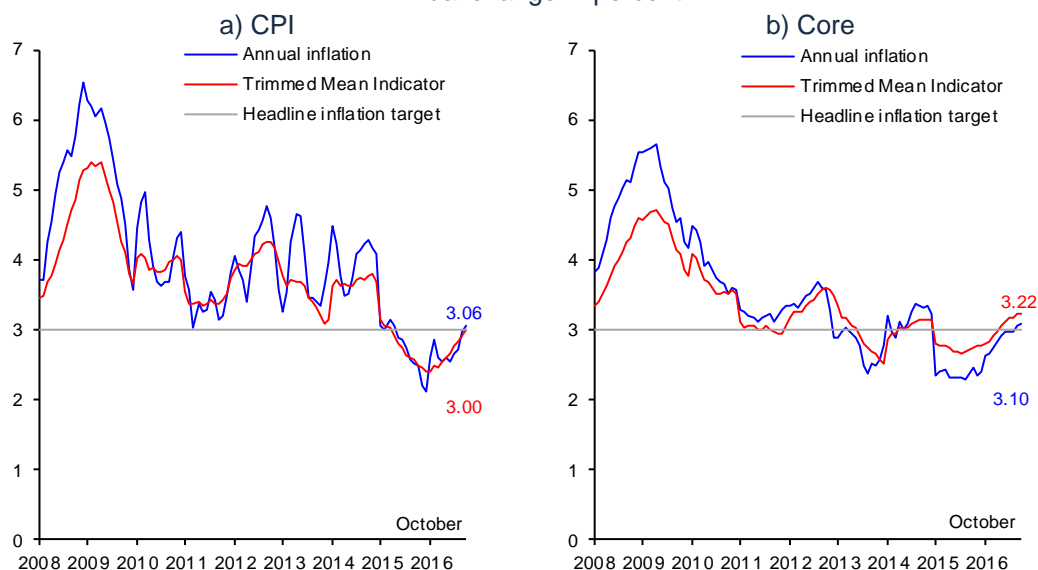 a) CPI
Annual inflation
Trimmed Mean Indicator
Headline inflation target
7
6
5
4
3
2
1
0
3.06
3.00
October
2008 2009 2010 2011 2012 2013 2014 2015 2016
b) Core
Annual inflation
Trimmed Mean Indicator
Headline inflation target
7
6
5
4
3
2
1
0
3.22
3.10
October
2008 2009 2010 2011 2012 2013 2014 2015 2016